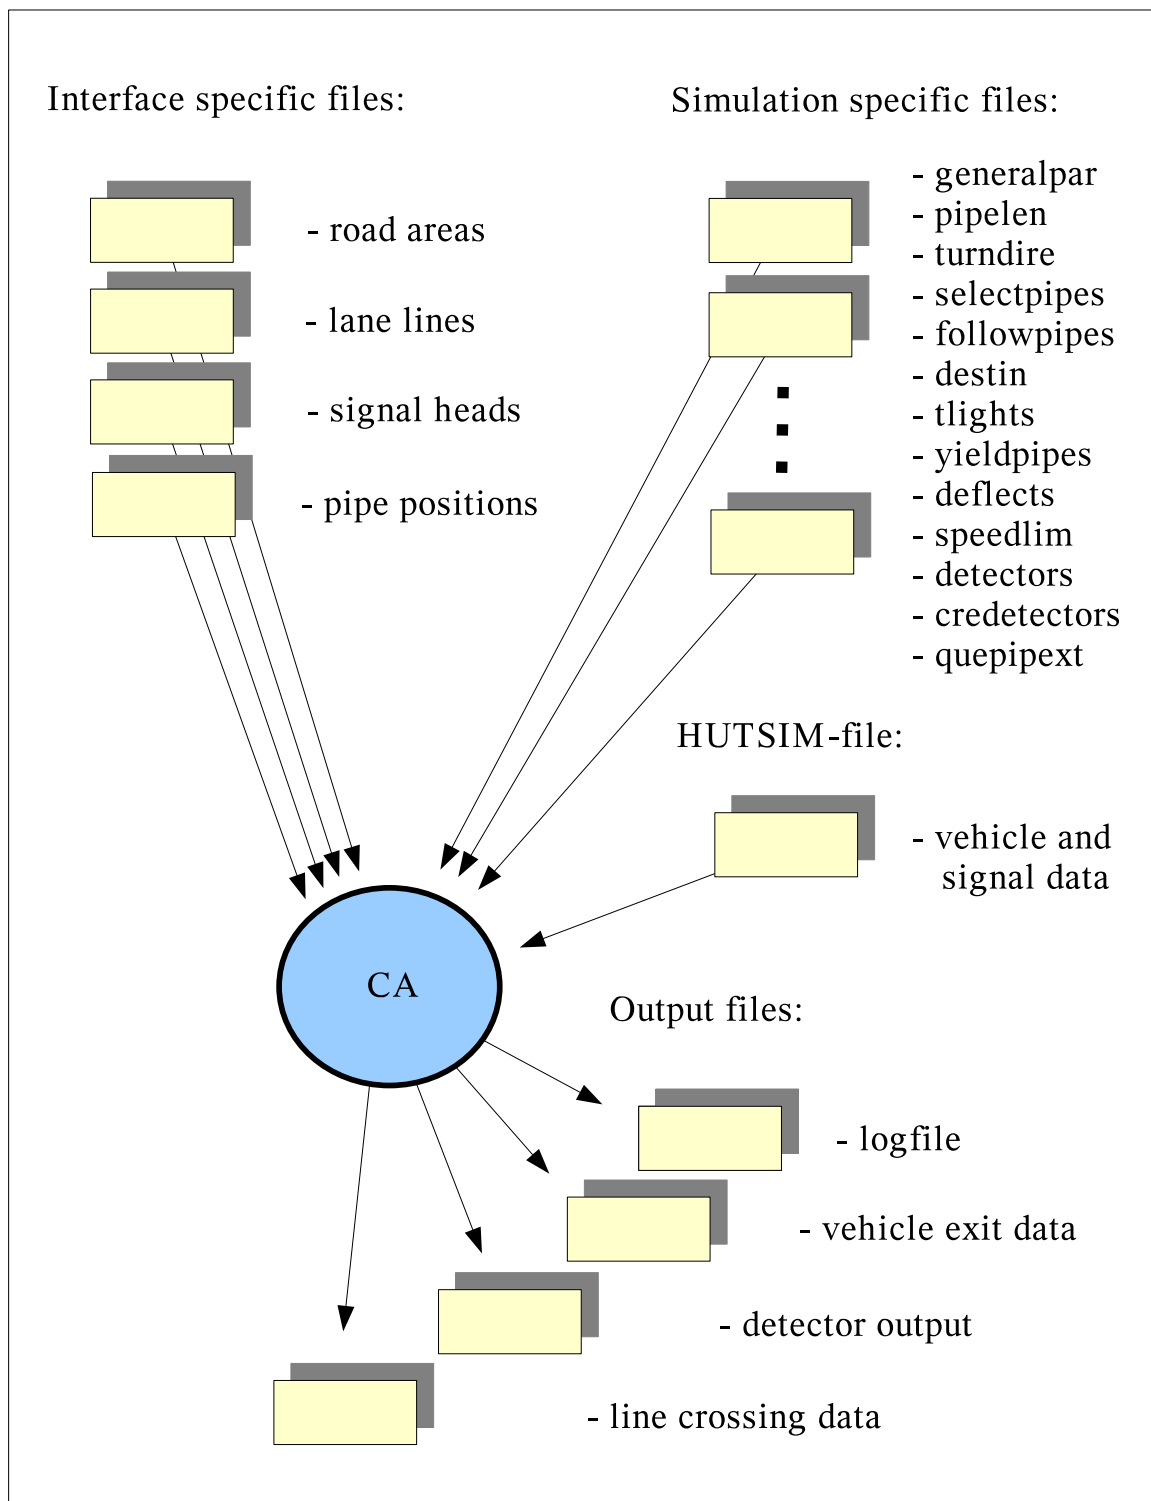 Interface specific files:
- road areas
- lane lines
- signal heads
- pipe positions
Simulation specific files:
- generalpar
- pipelen
- turndire
- selectpipes
- followpipes
- destin
- tlights
- yieldpipes
- deflects
- speedlim
- detectors
- credetectors
- quepipext
HUTSIM-file:
- vehicle and
signal data
CA
Output files:
- logfile
- vehicle exit data
- detector output
- line crossing data